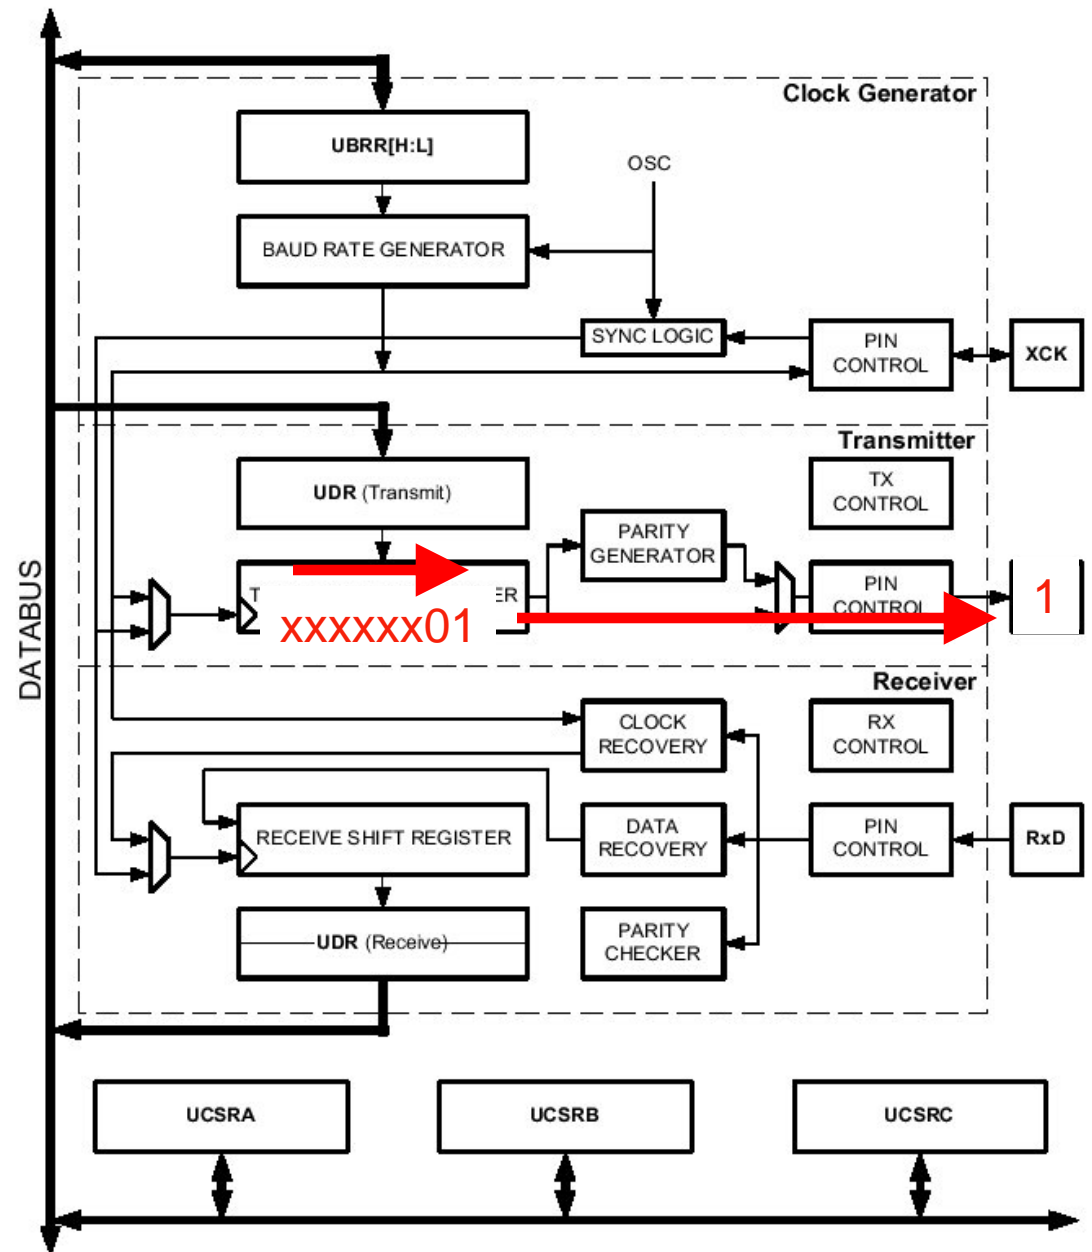 Clock Generator
UBRR[H:L]
OSC
BAUD RATE GENERATOR
SYNC LOGIC
PIN
CONTROL
XCK
Transmitter
UDR (Transmit)
TX
CONTROL
PARITY
GENERATOR
T
ER
xxxxxx01
PIN
CONTROL
1
DATABUS
Receiver
CLOCK
RECOVERY
RX
CONTROL
RECEIVE SHIFT REGISTER
DATA
RECOVERY
PIN
CONTROL
RxD
UDR (Receive)
PARITY
CHECKER
UCSRA
UCSRB
UCSRC